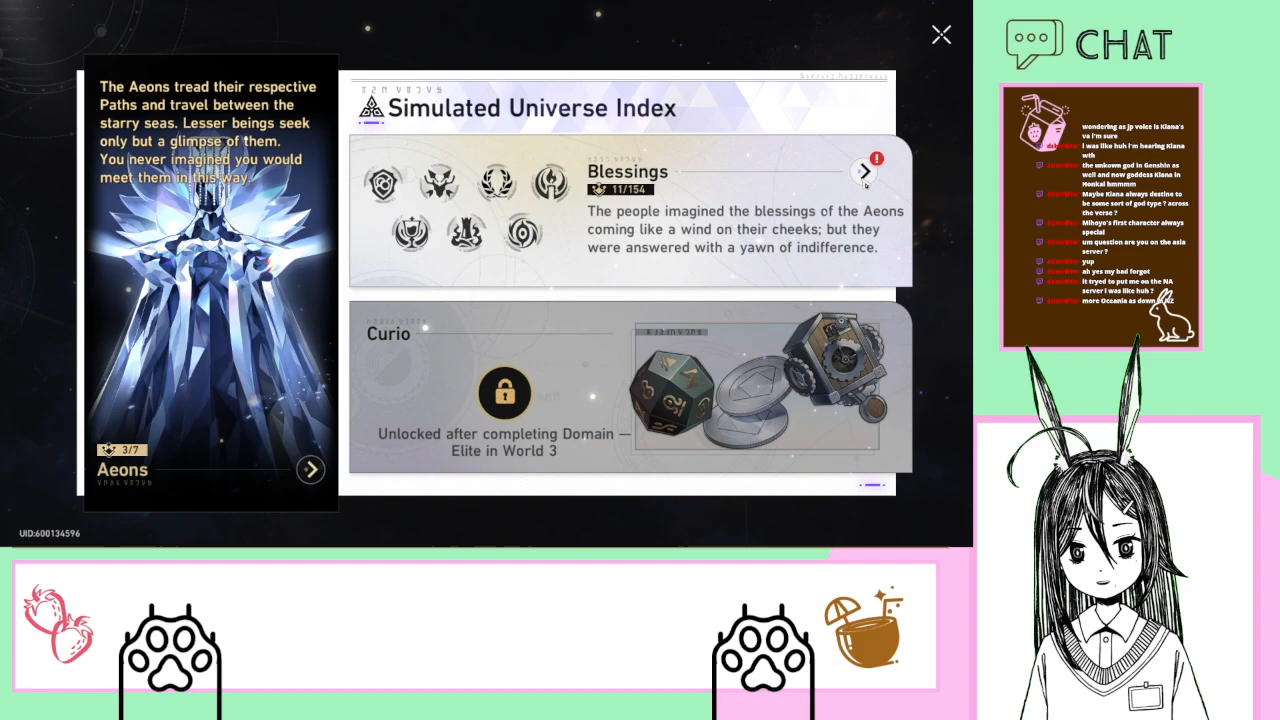 The Aeons tread their respective
Paths and travel between the
starry seas. Lesser beings seek
only but a glimpse of them.
You never imagined you would
meet them in this way.
3/7
Aeons
Simulated Universe Index
Blessings
11/154
The people imagined the blessings of the Aeons
coming like a wind on their cheeks; but they
were answered with a yawn of indifference.
Curio
Unlocked after completing Domain —
Elite in World 3
UID:600134596
CHAT
wondering as jp voice is Kiana's
va i'm sure
i was like huh i'm hearing Kiana
wth
the unkown god in Genshin as
well and now goddess Kiana in
Honkai hmmmm
Maybe Kiana always destine to
be some sort of god type ? across
the verse ?
Mihoyo's first character always
special
um question are you on the asia
server ?
yup
ah yes my bad forgot
it tryed to put me on the NA
server i was like huh ?
more Oceania as down NZ